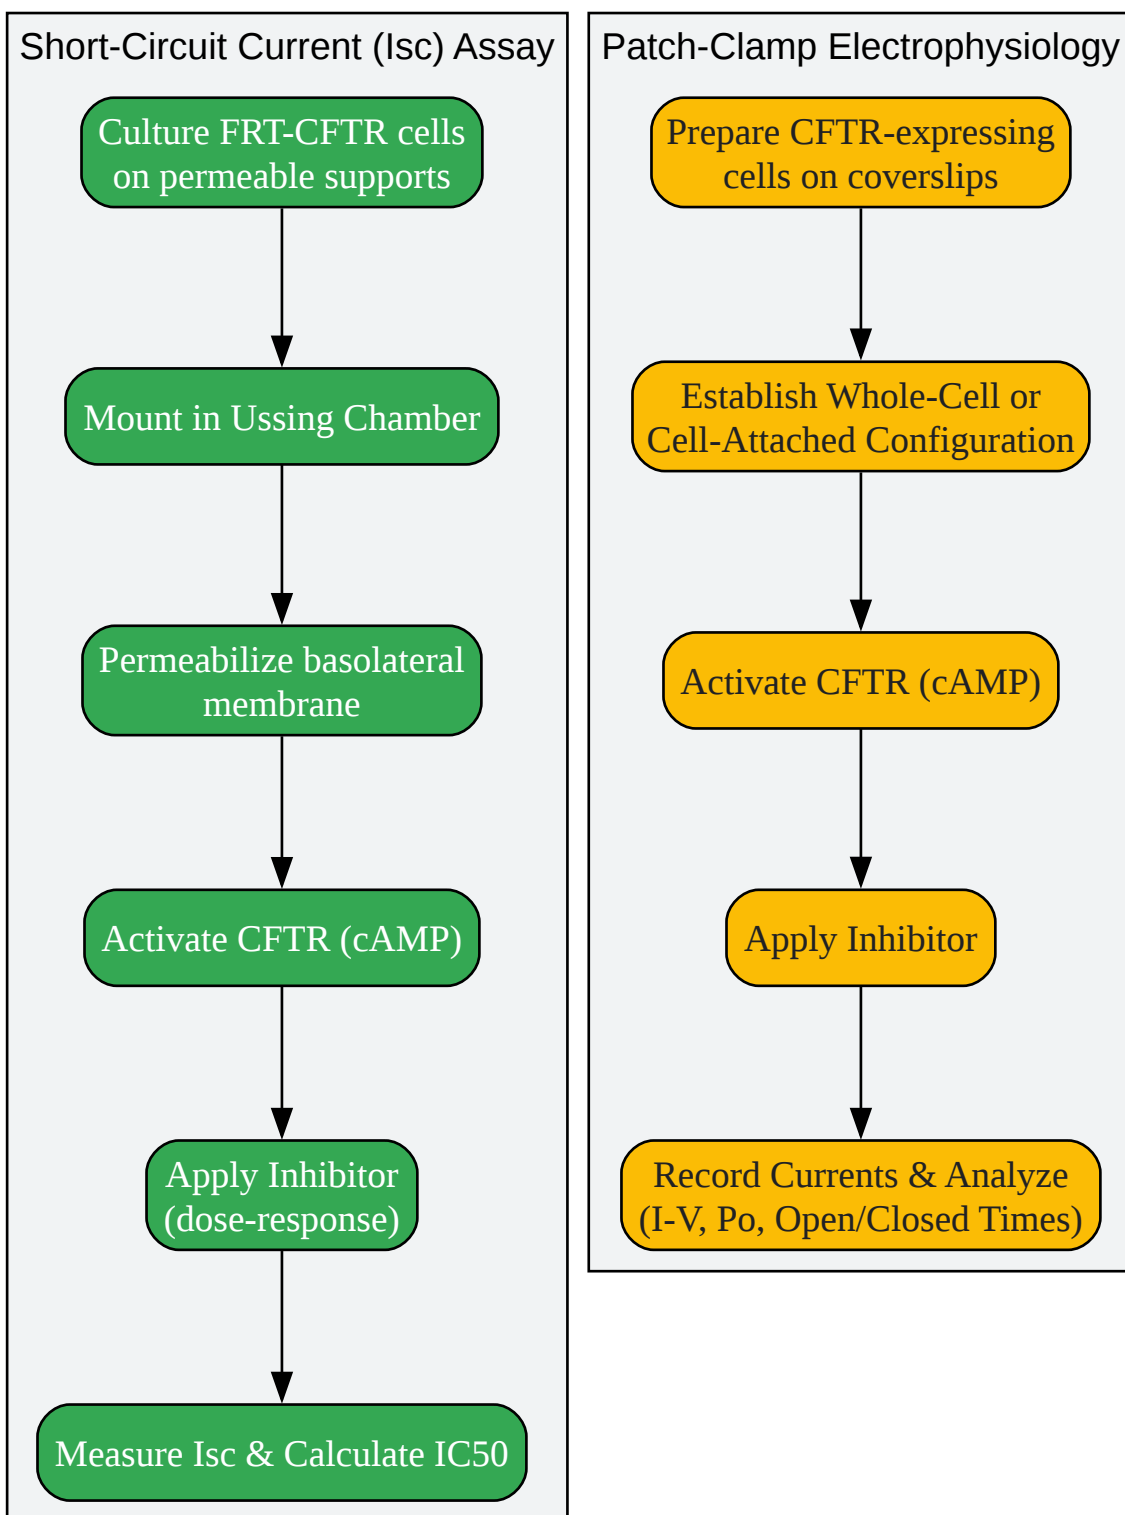 Short-Circuit Current (Isc) Assay
Culture FRT-CFTR cells
on permeable supports
Mount in Ussing Chamber
Permeabilize basolateral
membrane
Activate CFTR (cAMP)
Apply Inhibitor
(dose-response)
Measure Isc & Calculate IC50
Patch-Clamp Electrophysiology
Prepare CFTR-expressing
cells on coverslips
Establish Whole-Cell or
Cell-Attached Configuration
Activate CFTR (cAMP)
Apply Inhibitor
Record Currents & Analyze
(I-V, Po, Open/Closed Times)